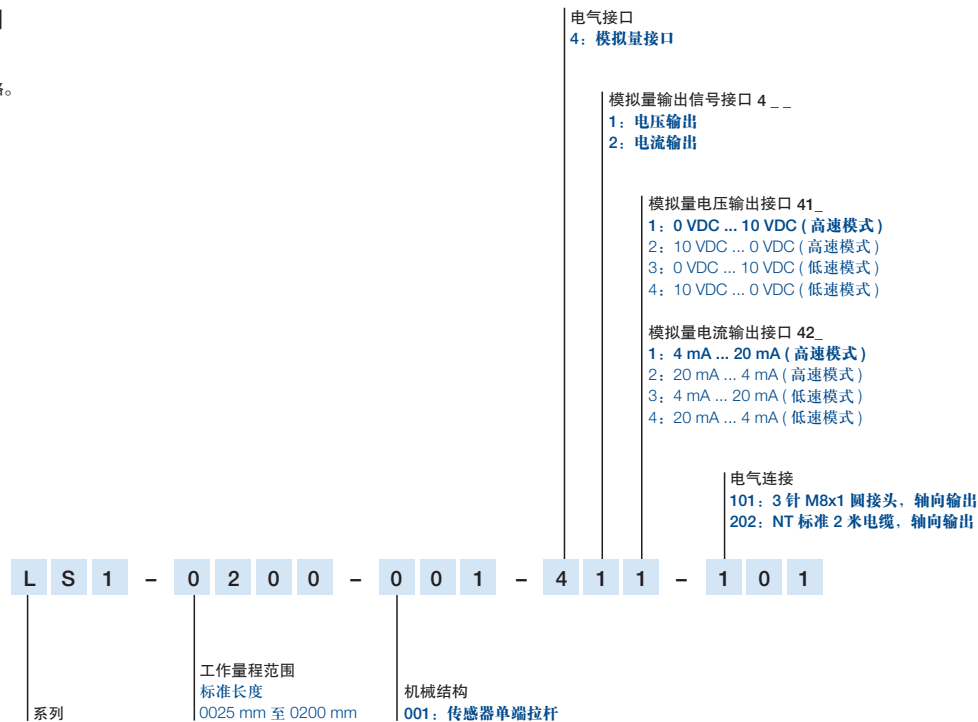 电气接口
4：模拟量接口
格。
模拟量输出信号接口 4 _ _
1：电压输出
2：电流输出
模拟量电压输出接口 41_
1：0 VDC ... 10 VDC ( 高速模式 )
2：10 VDC ... 0 VDC ( 高速模式 )
3：0 VDC ... 10 VDC ( 低速模式 )
4：10 VDC ... 0 VDC ( 低速模式 )
模拟量电流输出接口 42_
1：4 mA ... 20 mA ( 高速模式 )
2：20 mA ... 4 mA ( 高速模式 )
3：4 mA ... 20 mA ( 低速模式 )
4：20 mA ... 4 mA ( 低速模式 )
电气连接
101：3 针 M8x1 圆接头，轴向输出
202：NT 标准 2 米电缆，轴向输出
L S 1 – 0 2 0 0 – 0 0 1 – 4 1 1 – 1 0 1
工作量程范围
标准长度
0025 mm 至 0200 mm
机械结构
001：传感器单端拉杆
系列